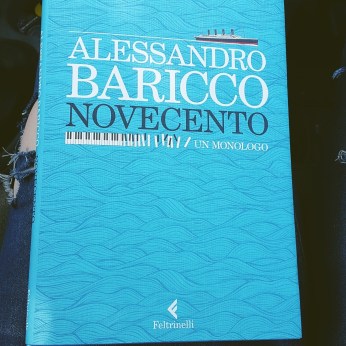 ALESSANDRO
BARICCO
NOVECENTO
UN MONOLOGO
Feltrinelli